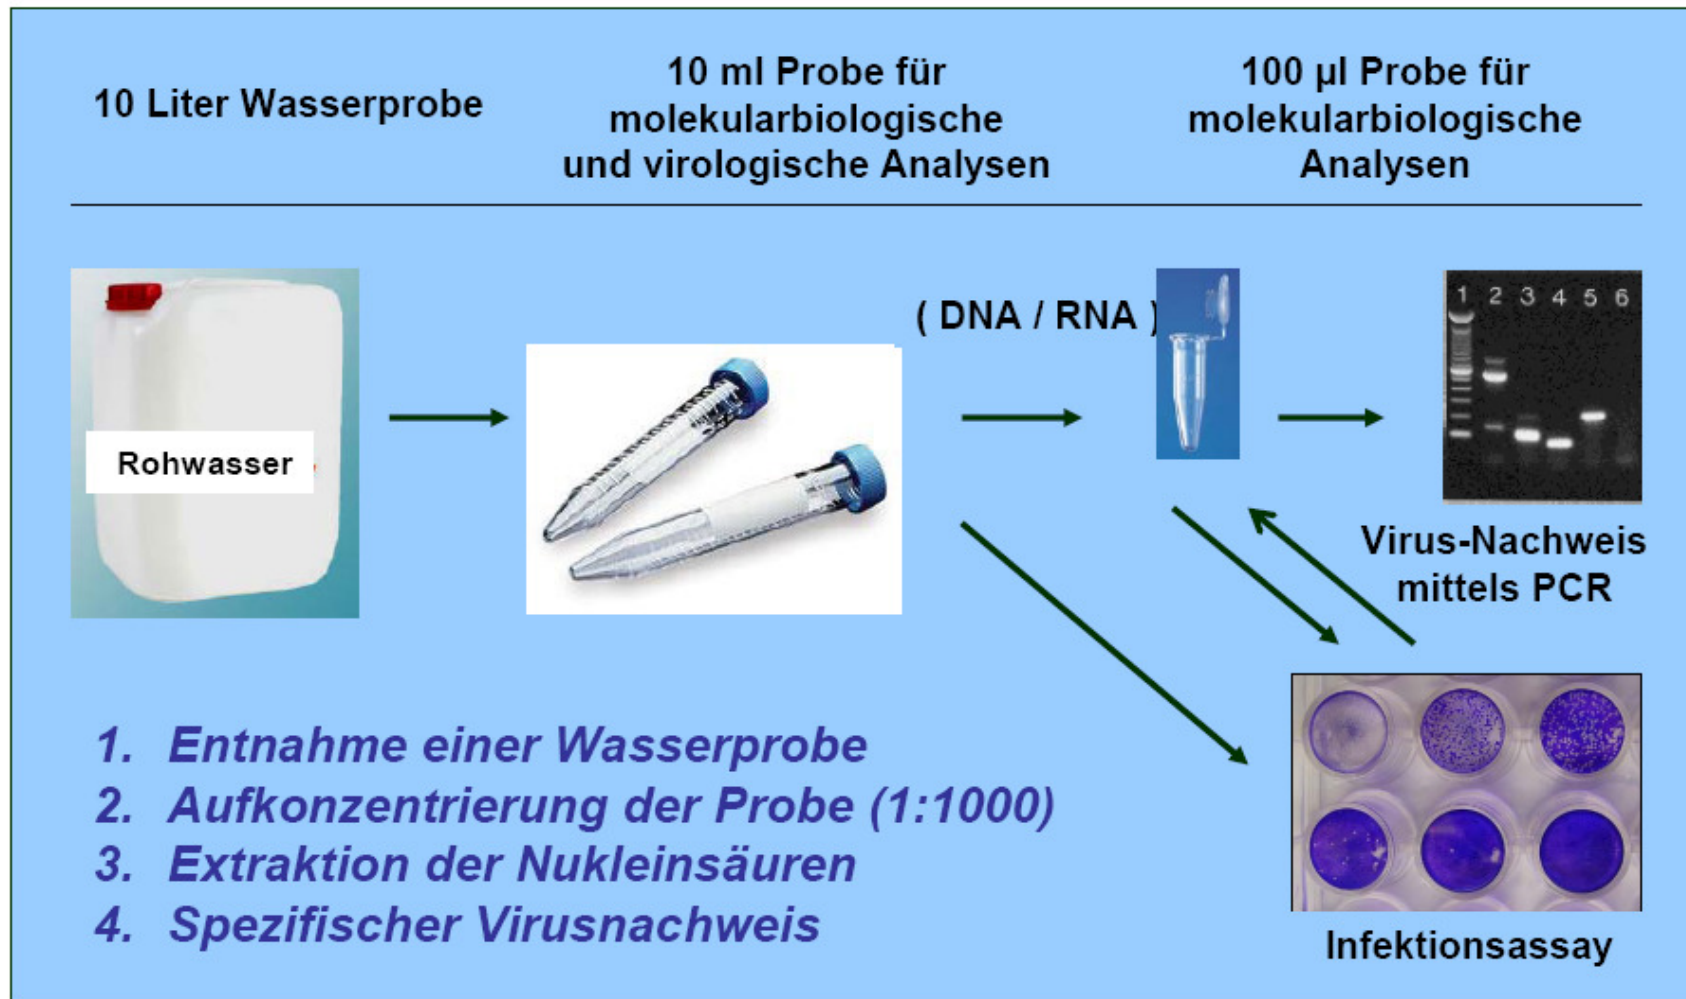 10 Liter Wasserprobe
10 ml Probe für
molekularbiologische
und virologische Analysen
100 µl Probe für
molekularbiologische
Analysen
Rohwasser
( DNA / RNA )
1 2 3 4 5 6
Virus-Nachweis
mittels PCR
1. Entnahme einer Wasserprobe
2. Aufkonzentrierung der Probe (1:1000)
3. Extraktion der Nukleinsäuren
4. Spezifischer Virusnachweis
Infektionsassay